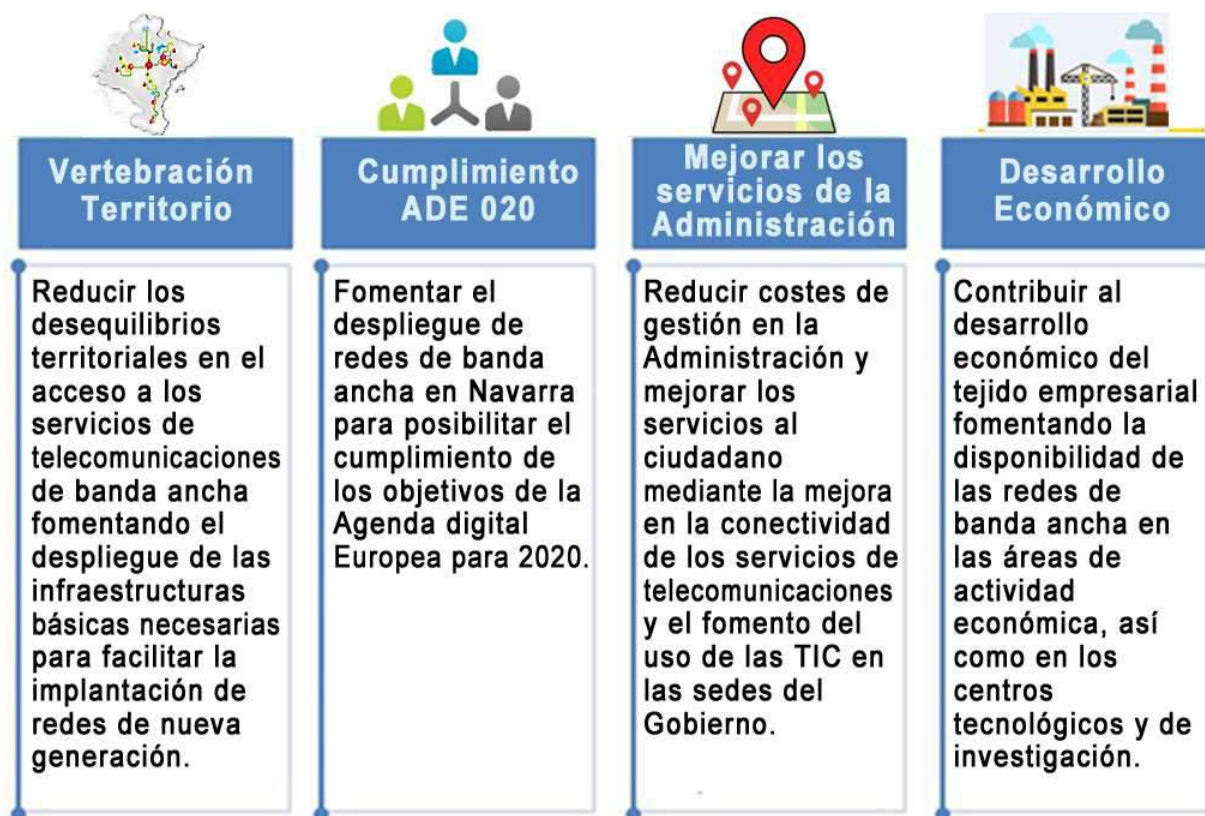 Vertebración
Territorio
Reducir los
desequilibrios
territoriales en el
acceso a los
servicios de
telecomunicaciones
de banda ancha
fomentando el
despliegue de las
infraestructuras
básicas necesarias
para facilitar la
implantación de
redes de nueva
generación.
Cumplimiento
ADE 020
Fomentar el
despliegue de
redes de banda
ancha en Navarra
para posibilitar el
cumplimiento de
los objetivos de la
Agenda digital
Europea para 2020.
Mejorar los
servicios de la
Administración
Reducir costes de
gestión en la
Administración y
mejorar los
servicios al
ciudadano
mediante la mejora
en la conectividad
de los servicios de
telecomunicaciones
y el fomento del
uso de las TIC en
las sedes del
Gobierno.
Desarrollo
Económico
Contribuir al
desarrollo
económico del
tejido empresarial
fomentando la
disponibilidad de
las redes de
banda ancha en
las áreas de
actividad
económica, así
como en los
centros
tecnológicos y de
investigación.